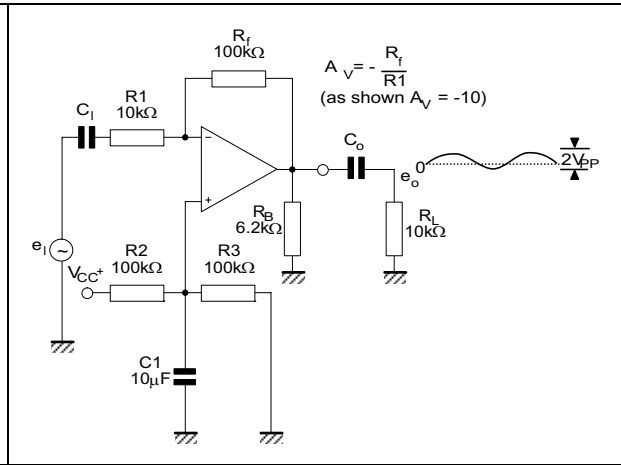 Rf
100kΩ
A V = - Rf
R1
(as shown AV = -10)
CI
R1
10kΩ
Co
0
eo
2VPP
RB
6.2kΩ
RL
10kΩ
eI
~
VCC+
R2
100kΩ
R3
100kΩ
C1
10μF